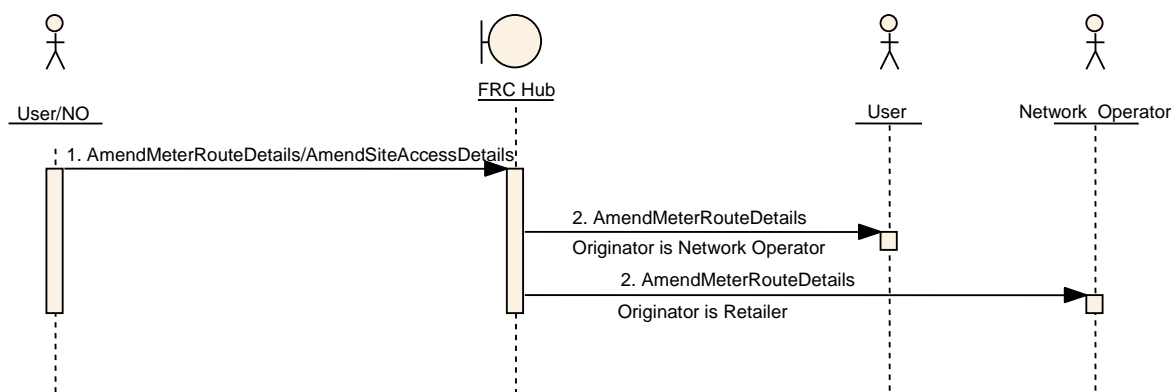 FRC Hub
User/NO
User
Network Operator
1. AmendMeterRouteDetails/AmendSiteAccessDetails
2. AmendMeterRouteDetails
Originator is Network Operator
2. AmendMeterRouteDetails
Originator is Retailer